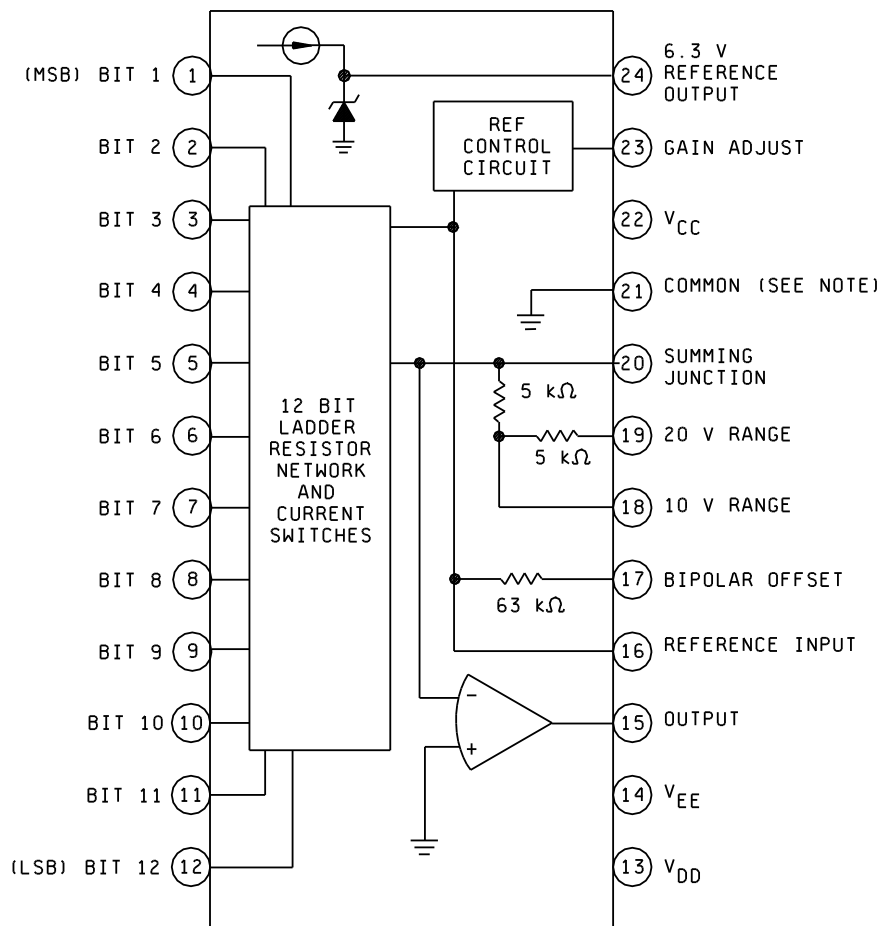 (MSB) BIT 1 1
BIT 2 2
BIT 3 3
BIT 4 4
BIT 5 5
BIT 6 6
BIT 7 7
BIT 8 8
BIT 9 9
BIT 10 10
BIT 11 11
(LSB) BIT 12 12
12 BIT
LADDER
RESISTOR
NETWORK
AND
CURRENT
SWITCHES
REF
CONTROL
CIRCUIT
5 kΩ
5 kΩ
63 kΩ
-
+
24 6.3 V
REFERENCE
OUTPUT
23 GAIN ADJUST
22 VCC
21 COMMON (SEE NOTE)
20 SUMMING
JUNCTION
19 20 V RANGE
18 10 V RANGE
17 BIPOLAR OFFSET
16 REFERENCE INPUT
15 OUTPUT
14 VEE
13 VDD